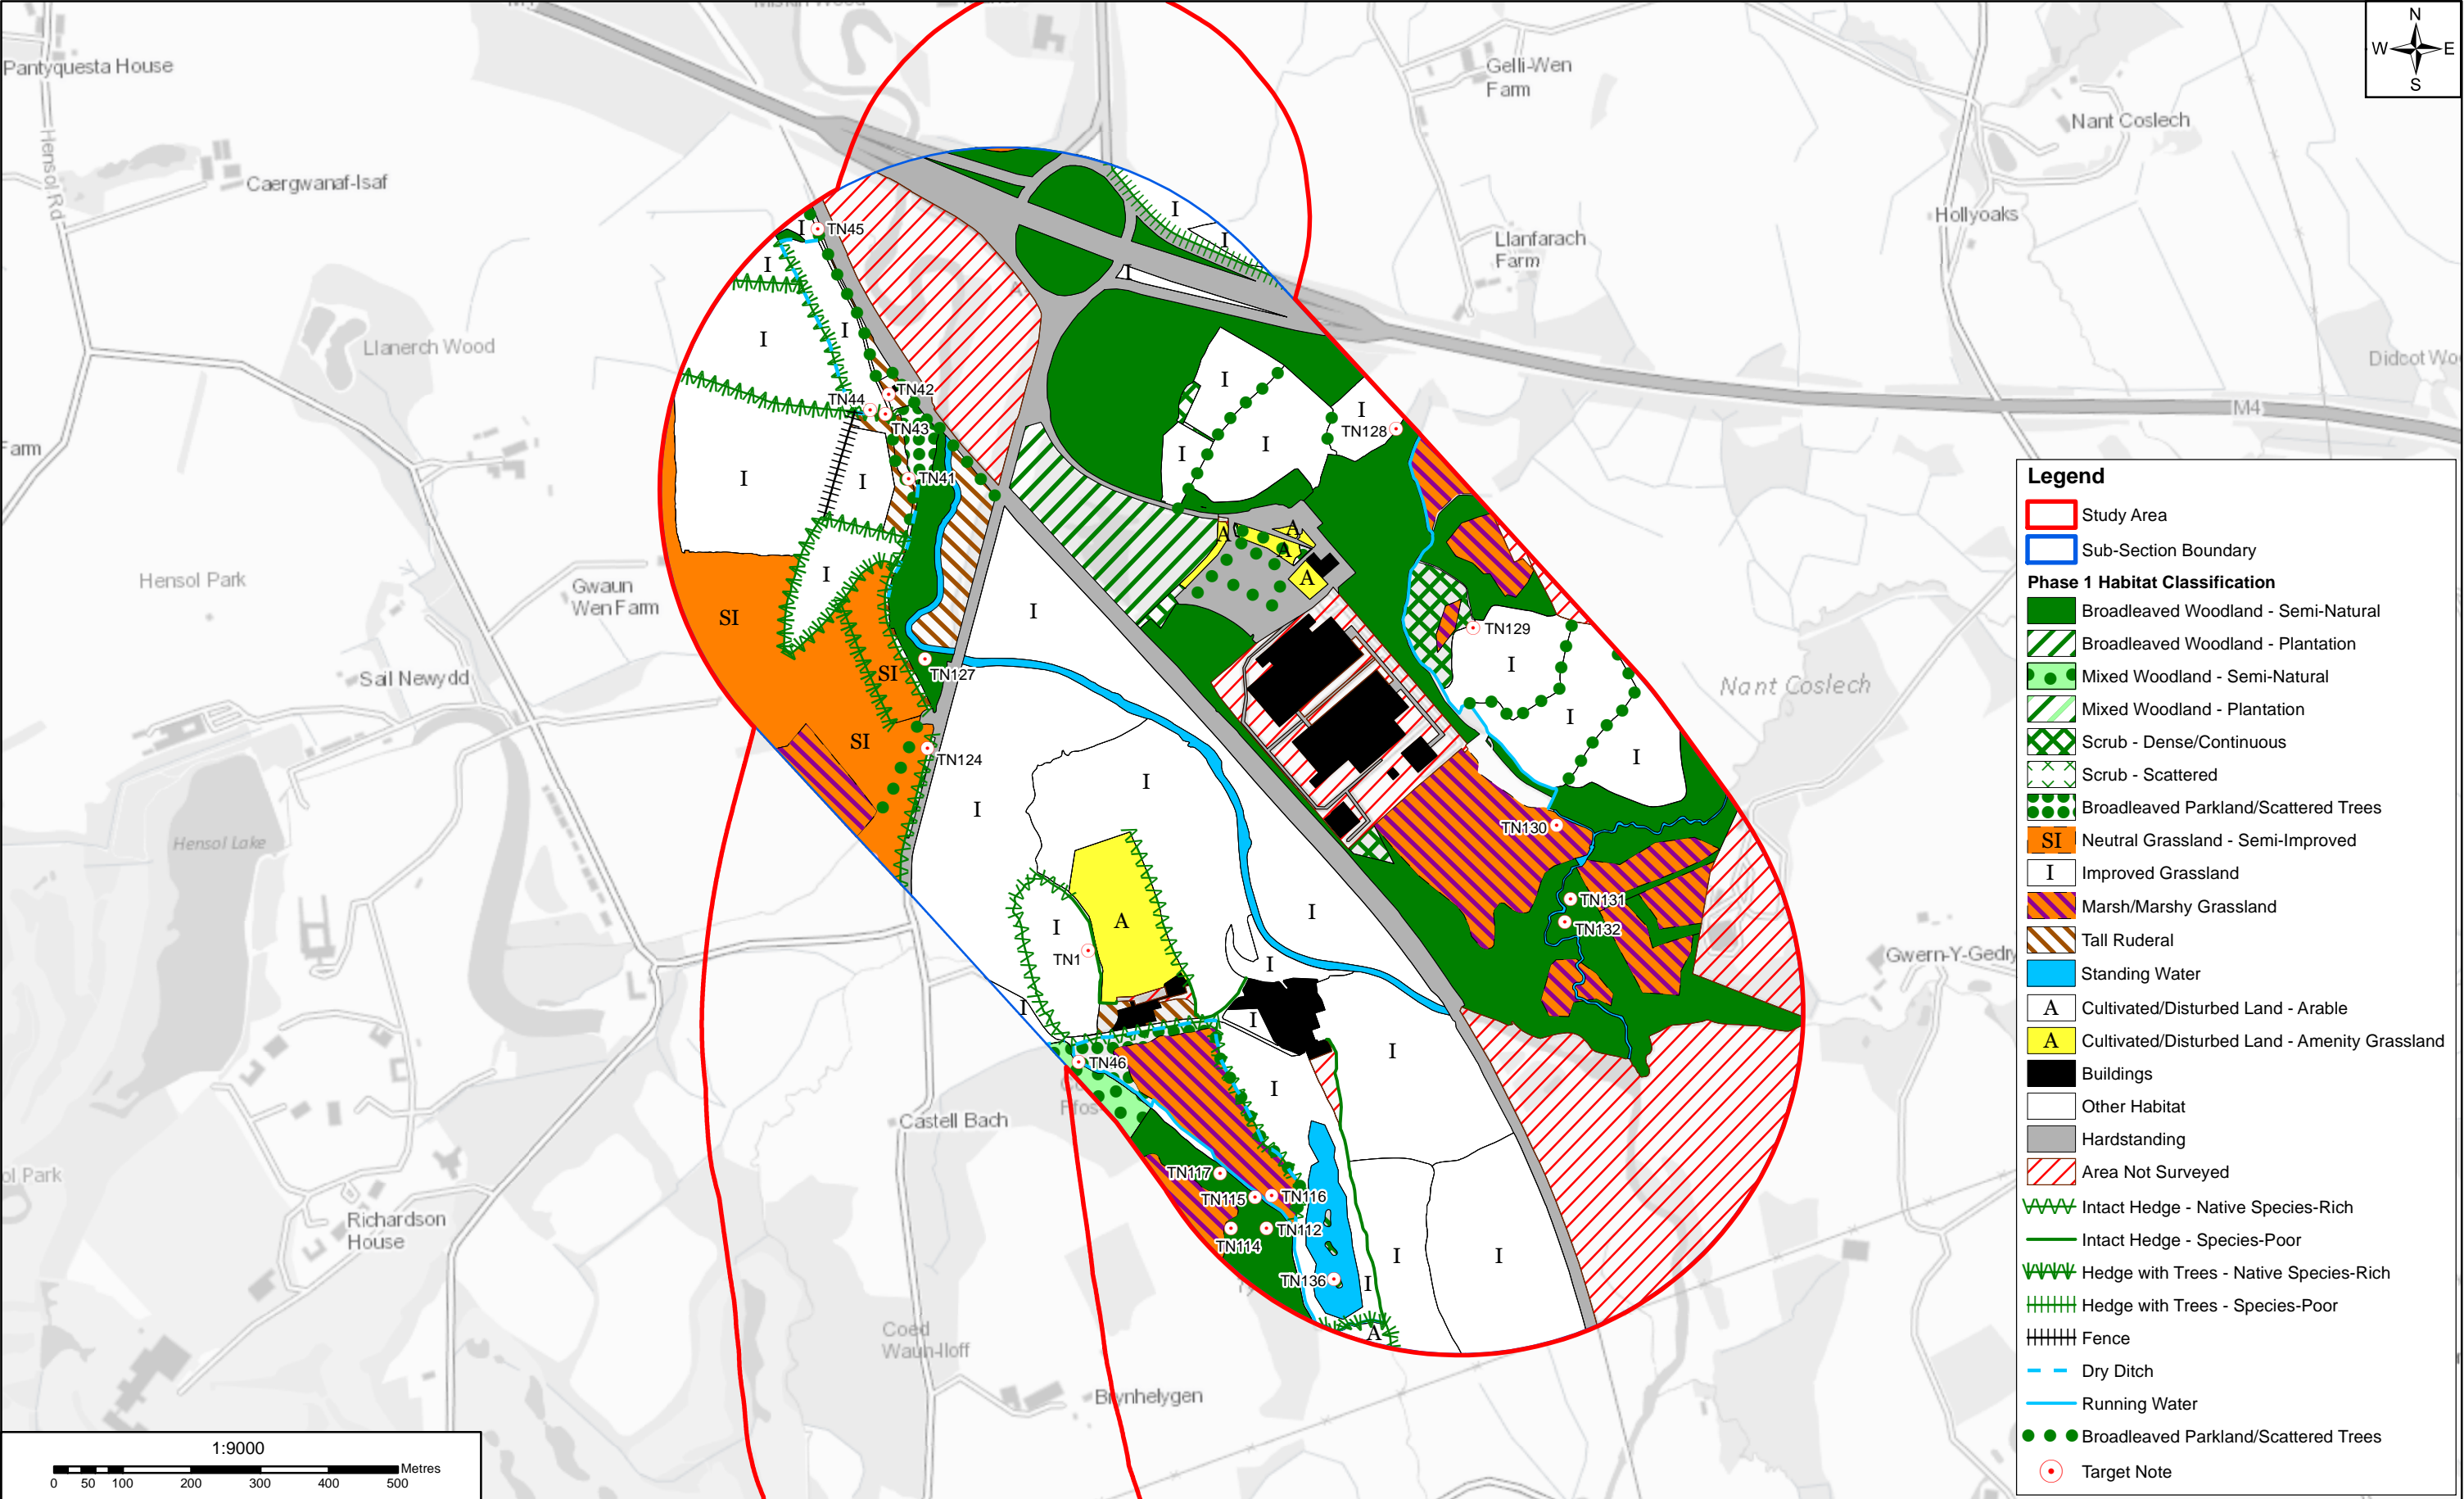 M4
Miskin Wood
N
W
E
S
Pantyquesta House
Gelli-Wen
Farm
Nant Coslech
Hensol Rd
Caergwanaf-Isaf
Hollyoaks
Llanfarach
Farm
I
I
TN45
I
I
I
Llanerch Wood
Didcot Wo
I
I
I
TN42
TN44
TN43
I
TN128
M4
Farm
I
I
I
I
I
TN41
A
A
A
A
Hensol Park
Gwaun
Wen Farm
I
SI
I
TN129
I
SI
TN127
Sail Newydd
Nant Coslech
I
SI
TN124
I
I
I
TN130
Hensol Lake
A
TN131
TN132
I
I
TN1
I
Gwern-Y-Gedry
I
I
I
TN46
I
Ffos
Castell Bach
TN117
TN115
TN116
TN112
TN114
ol Park
Richardson
House
I
I
TN136
I
A
Coed
Waun-lloff
Brynhelygen
1:9000
Metres
0 50 100 200 300 400 500
Legend
Study Area
Sub-Section Boundary
Phase 1 Habitat Classification
Broadleaved Woodland - Semi-Natural
Broadleaved Woodland - Plantation
Mixed Woodland - Semi-Natural
Mixed Woodland - Plantation
Scrub - Dense/Continuous
Scrub - Scattered
Broadleaved Parkland/Scattered Trees
SI Neutral Grassland - Semi-Improved
I Improved Grassland
Marsh/Marshy Grassland
Tall Ruderal
Standing Water
A Cultivated/Disturbed Land - Arable
A Cultivated/Disturbed Land - Amenity Grassland
Buildings
Other Habitat
Hardstanding
Area Not Surveyed
Intact Hedge - Native Species-Rich
Intact Hedge - Species-Poor
Hedge with Trees - Native Species-Rich
Hedge with Trees - Species-Poor
Fence
Dry Ditch
Running Water
Broadleaved Parkland/Scattered Trees
Target Note